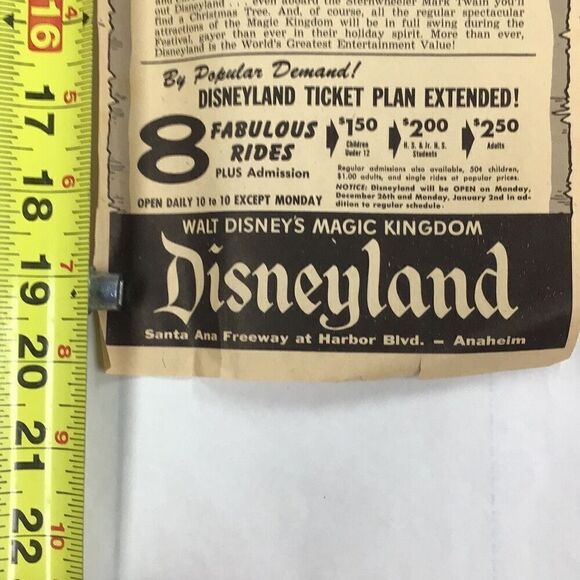 of Disneyland . . . even aboard the Sternwheeler Mark Twain you'll
find a Christmas Tree. And, of course, all the regular spectacular
attractions of the Magic Kingdom will be in full swing during the
Festival, gayer than ever in their holiday spirit. More than ever,
Disneyland is the World's Greatest Entertainment Value!
By Popular Demand!
DISNEYLAND TICKET PLAN EXTENDED!
8 FABULOUS RIDES
PLUS Admission
$1.50
Children
Under 12
$2.00
H. S. & Jr. H. S.
Students
$2.50
Adults
Regular admissions also available, 50¢ children,
$1.00 adults, and single rides at popular prices.
NOTICE: Disneyland will be OPEN on Monday,
December 26th and Monday, January 2nd in ad-
dition to regular schedule.
OPEN DAILY 10 to 10 EXCEPT MONDAY
WALT DISNEY'S MAGIC KINGDOM
Disneyland
Santa Ana Freeway at Harbor Blvd. — Anaheim
4
16
5
17
6
18
7
19
8
20
9
21
10
22